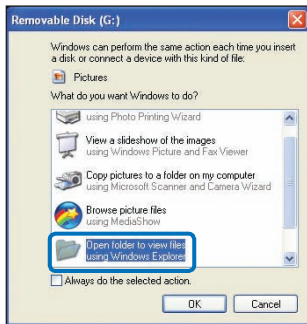 Removable Disk (G:)
Windows can perform the same action each time you insert
a disk or connect a device with this kind of file:
Pictures
What do you want Windows to do?
using Photo Printing Wizard
View a slideshow of the images
using Windows Picture and Fax Viewer
Copy pictures to a folder on my computer
using Microsoft Scanner and Camera Wizard
Browse picture files
using MediaShow
Open folder to view files
using Windows Explorer
Always do the selected action.
OK
Cancel